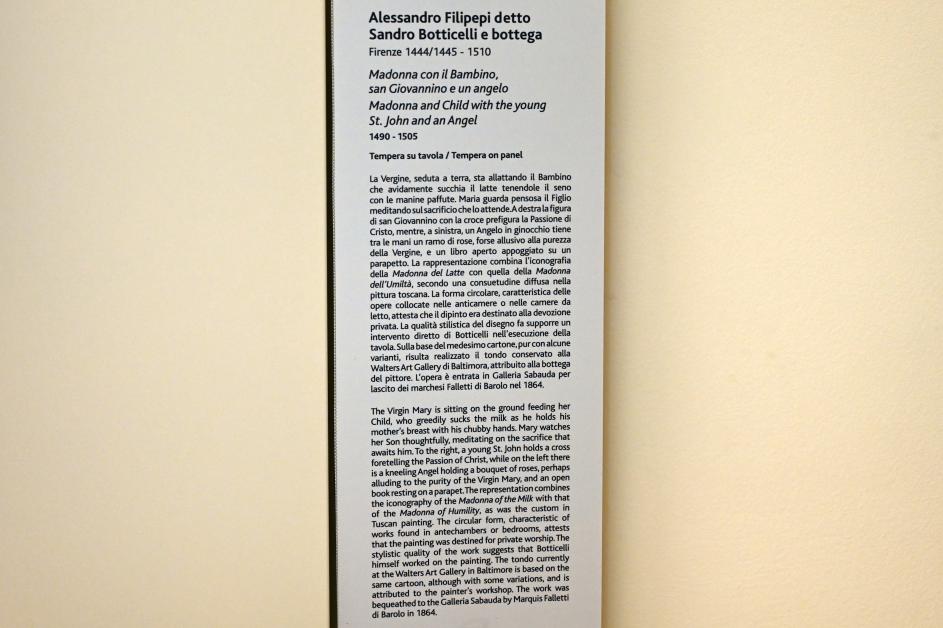 Alessandro Filipepi detto
Sandro Botticelli e bottega
Firenze 1444/1445 - 1510
Madonna con il Bambino,
san Giovannino e un angelo
Madonna and Child with the young
St. John and an Angel
1490 - 1505
Tempera su tavola / Tempera on panel
La Vergine, seduta a terra, sta allattando il Bambino
che avidamente succhia il latte tenendole il seno
con le manine paffute. Maria guarda pensosa il Figlio
meditando sul sacrificio che lo attende. A destra la figura
di san Giovannino con la croce prefigura la Passione di
Cristo, mentre, a sinistra, un Angelo in ginocchio tiene
tra le mani un ramo di rose, forse allusivo alla purezza
della Vergine, e un libro aperto appoggiato su un
parapetto. La rappresentazione combina l'iconografia
della Madonna del Latte con quella della Madonna
dell'Umiltà, secondo una consuetudine diffusa nella
pittura toscana. La forma circolare, caratteristica delle
opere collocate nelle anticamere o nelle camere da
letto, attesta che il dipinto era destinato alla devozione
privata. La qualità stilistica del disegno fa supporre un
intervento diretto di Botticelli nell'esecuzione della
tavola. Sulla base del medesimo cartone, pur con alcune
varianti, risulta realizzato il tondo conservato alla
Walters Art Gallery di Baltimora, attribuito alla bottega
del pittore. L'opera è entrata in Galleria Sabauda per
lascito dei marchesi Falletti di Barolo nel 1864.
The Virgin Mary is sitting on the ground feeding her
Child, who greedily sucks the milk as he holds his
mother's breast with his chubby hands. Mary watches
her Son thoughtfully, meditating on the sacrifice that
awaits him. To the right, a young St. John holds a cross
foretelling the Passion of Christ, while on the left there
is a kneeling Angel holding a bouquet of roses, perhaps
alluding to the purity of the Virgin Mary, and an open
book resting on a parapet. The representation combines
the iconography of the Madonna of the Milk with that
of the Madonna of Humility, as was the custom in
Tuscan painting. The circular form, characteristic of
works found in antechambers or bedrooms, attests
that the painting was destined for private worship. The
stylistic quality of the work suggests that Botticelli
himself worked on the painting. The tondo currently
at the Walters Art Gallery in Baltimore is based on the
same cartoon, although with some variations, and is
attributed to the painter's workshop. The work was
bequeathed to the Galleria Sabauda by Marquis Falletti
di Barolo in 1864.